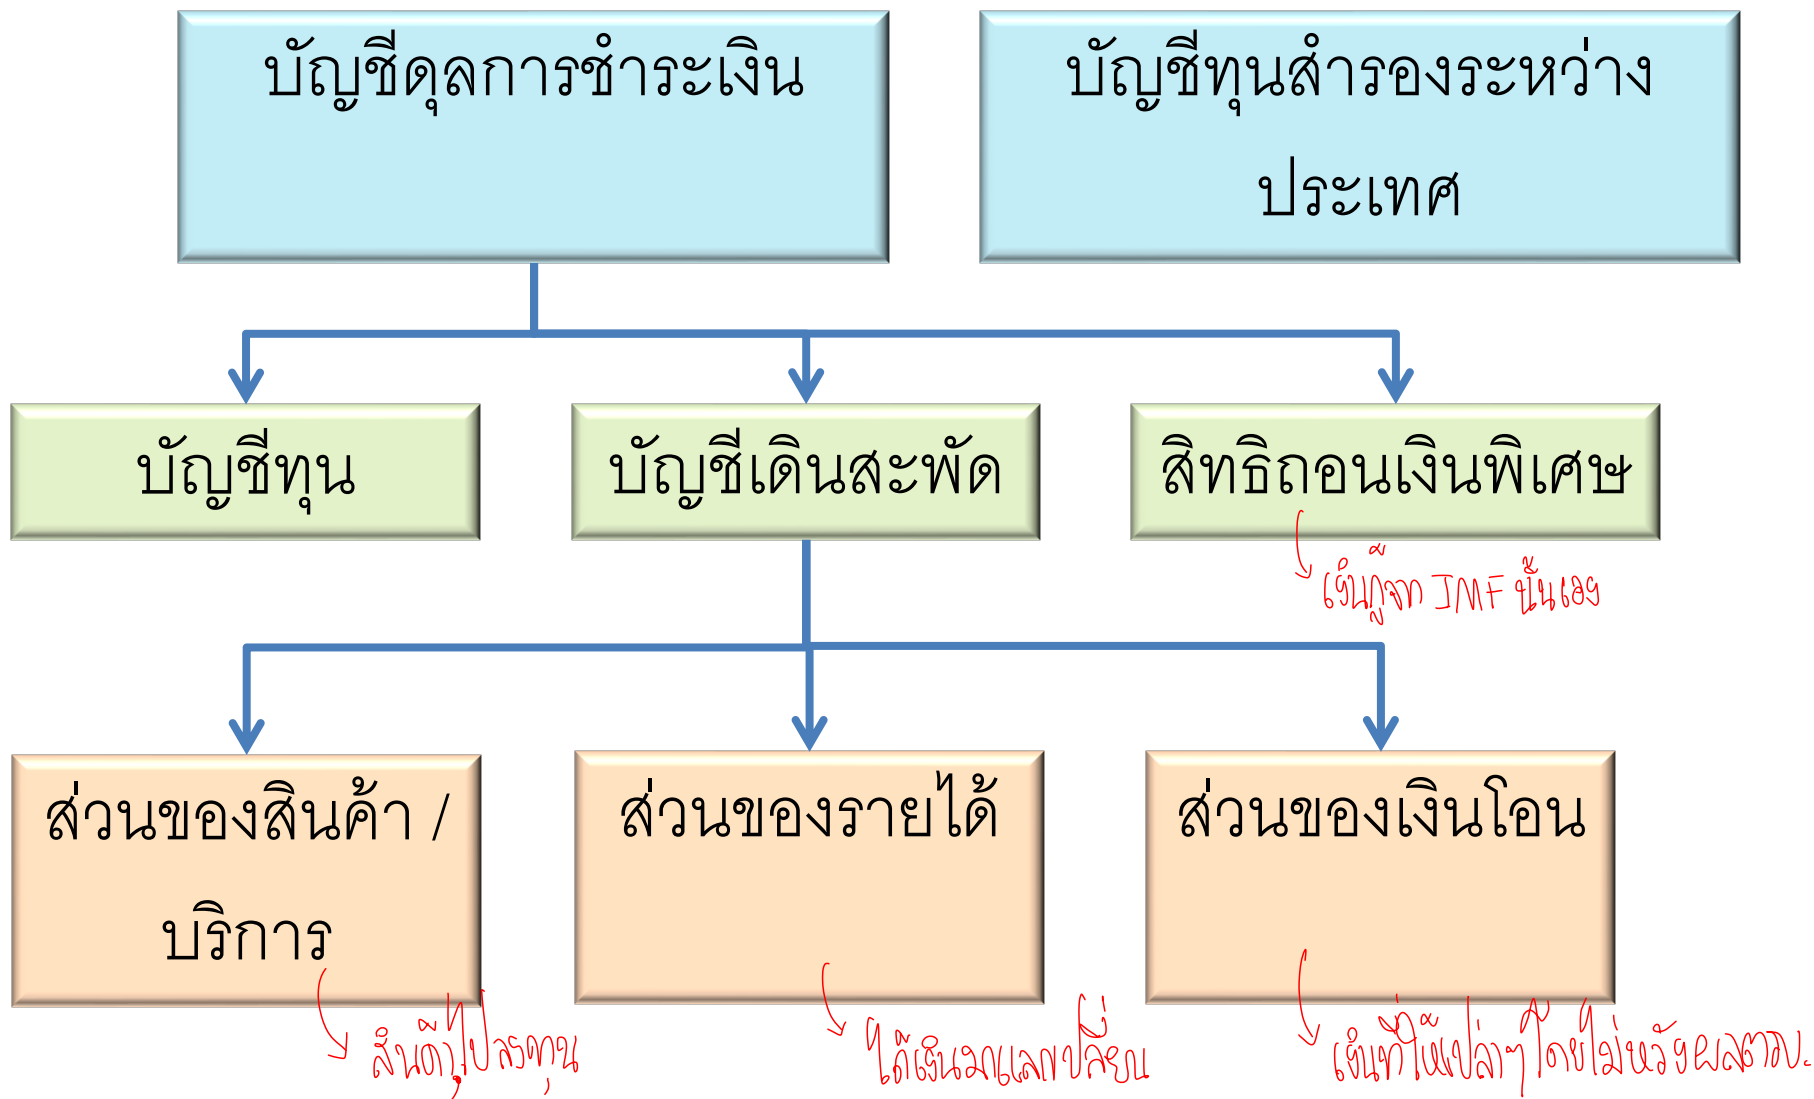 บัญชีดุลการชำระเงิน
บัญชีทุนสำรองระหว่าง
ประเทศ
บัญชีทุน
บัญชีเดินสะพัด
สิทธิถอนเงินพิเศษ
เงินกู้จาก IMF นั่นเอง
ส่วนของสินค้า /
บริการ
ส่วนของรายได้
ส่วนของเงินโอน
ไปลงทุน
ได้เงินมาแลกเปลี่ยน
เงินที่ให้เปล่าๆ โดยไม่หวังผลตอบ